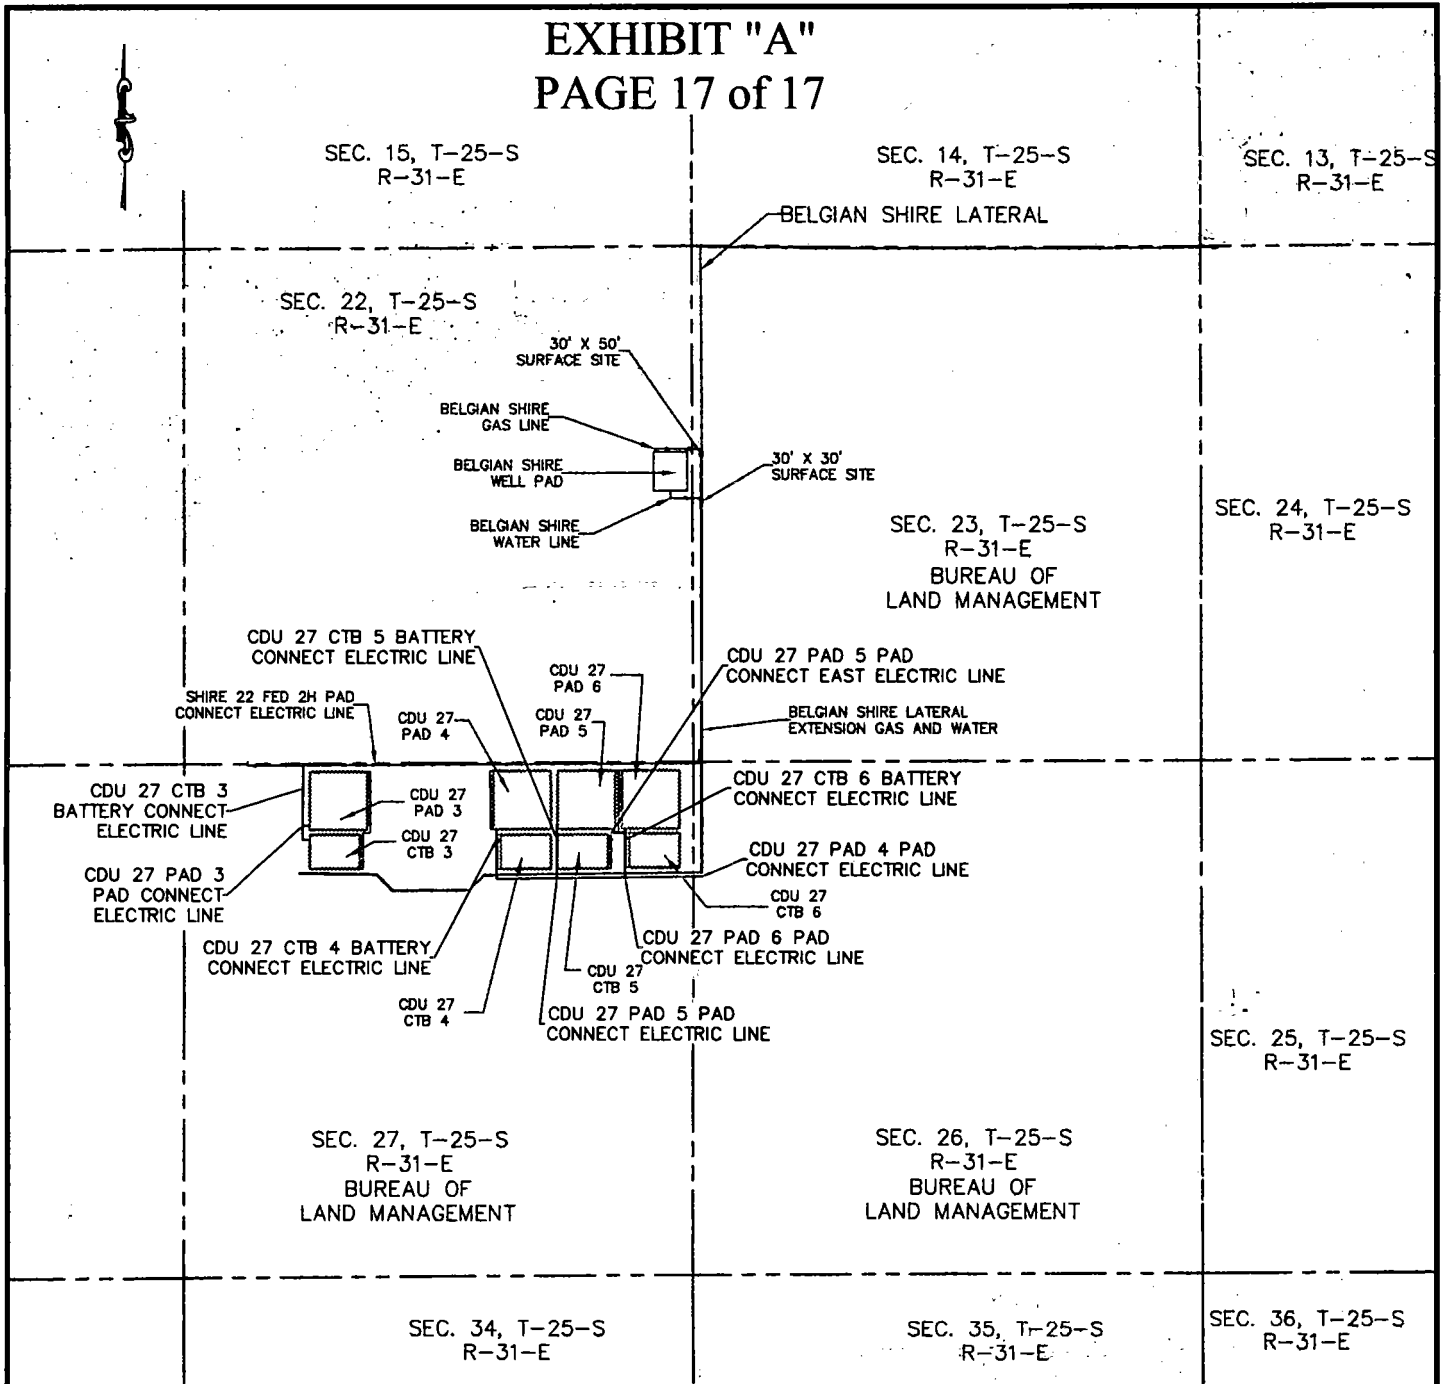 EXHIBIT "A"
PAGE 17 of 17
SEC. 15, T-25-S
R-31-E
SEC. 14, T-25-S
R-31-E
SEC. 13, T-25-S
R-31-E
BELGIAN SHIRE LATERAL
SEC. 22, T-25-S
R-31-E
30' X 50'
SURFACE SITE
BELGIAN SHIRE
GAS LINE
BELGIAN SHIRE
WELL PAD
30' X 30'
SURFACE SITE
BELGIAN SHIRE
WATER LINE
SEC. 23, T-25-S
R-31-E
BUREAU OF
LAND MANAGEMENT
SEC. 24, T-25-S
R-31-E
CDU 27 CTB 5 BATTERY
CONNECT ELECTRIC LINE
CDU 27
PAD 6
CDU 27 PAD 5 PAD
CONNECT EAST ELECTRIC LINE
SHIRE 22 FED 2H PAD
CONNECT ELECTRIC LINE
CDU 27
PAD 4
CDU 27
PAD 5
BELGIAN SHIRE LATERAL
EXTENSION GAS AND WATER
CDU 27 CTB 3
BATTERY CONNECT
ELECTRIC LINE
CDU 27
PAD 3
CDU 27 CTB 6 BATTERY
CONNECT ELECTRIC LINE
CDU 27
CTB 3
CDU 27 PAD 3
PAD CONNECT
ELECTRIC LINE
CDU 27 PAD 4 PAD
CONNECT ELECTRIC LINE
CDU 27
CTB 6
CDU 27 CTB 4 BATTERY
CONNECT ELECTRIC LINE
CDU 27 PAD 6 PAD
CONNECT ELECTRIC LINE
CDU 27
CTB 5
CDU 27
CTB 4
CDU 27 PAD 5 PAD
CONNECT ELECTRIC LINE
SEC. 25, T-25-S
R-31-E
SEC. 27, T-25-S
R-31-E
BUREAU OF
LAND MANAGEMENT
SEC. 26, T-25-S
R-31-E
BUREAU OF
LAND MANAGEMENT
SEC. 34, T-25-S
R-31-E
SEC. 35, T-25-S
R-31-E
SEC. 36, T-25-S
R-31-E